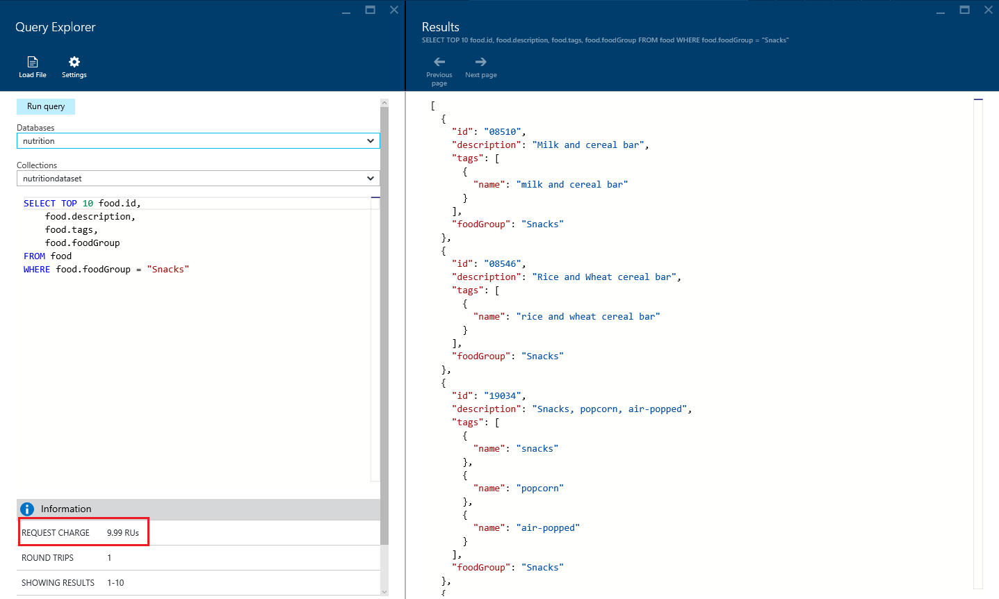 Query Explorer
Load File
Settings
Run query
Databases
nutrition
Collections
nutritiondataset
SELECT TOP 10 food.id,
    food.description,
    food.tags,
    food.foodGroup
FROM food
WHERE food.foodGroup = "Snacks"
Information
REQUEST CHARGE 9.99 RUs
ROUND TRIPS 1
SHOWING RESULTS 1-10
Results
SELECT TOP 10 food.id, food.description, food.tags, food.foodGroup FROM food WHERE food.foodGroup = "Snacks"
Previous
page
Next page
[
  {
    "id": "08510",
    "description": "Milk and cereal bar",
    "tags": [
      {
        "name": "milk and cereal bar"
      }
    ],
    "foodGroup": "Snacks"
  },
  {
    "id": "08546",
    "description": "Rice and Wheat cereal bar",
    "tags": [
      {
        "name": "rice and wheat cereal bar"
      }
    ],
    "foodGroup": "Snacks"
  },
  {
    "id": "19034",
    "description": "Snacks, popcorn, air-popped",
    "tags": [
      {
        "name": "snacks"
      },
      {
        "name": "popcorn"
      },
      {
        "name": "air-popped"
      }
    ],
    "foodGroup": "Snacks"
  },
  {